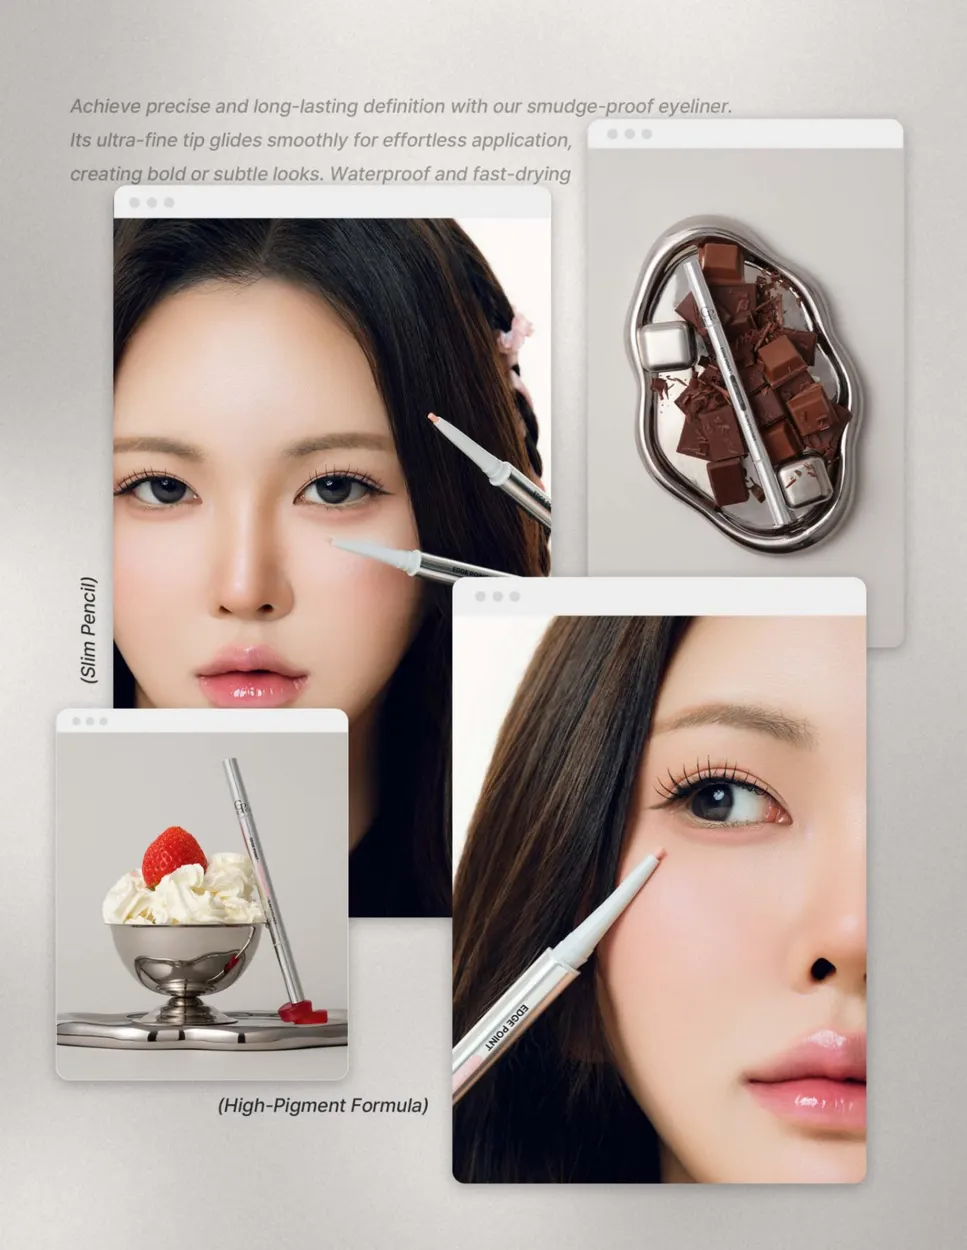 Achieve precise and long-lasting definition with our smudge-proof eyeliner.
Its ultra-fine tip glides smoothly for effortless application,
creating bold or subtle looks. Waterproof and fast-drying
(Slim Pencil)
EDGE POINT
(High-Pigment Formula)